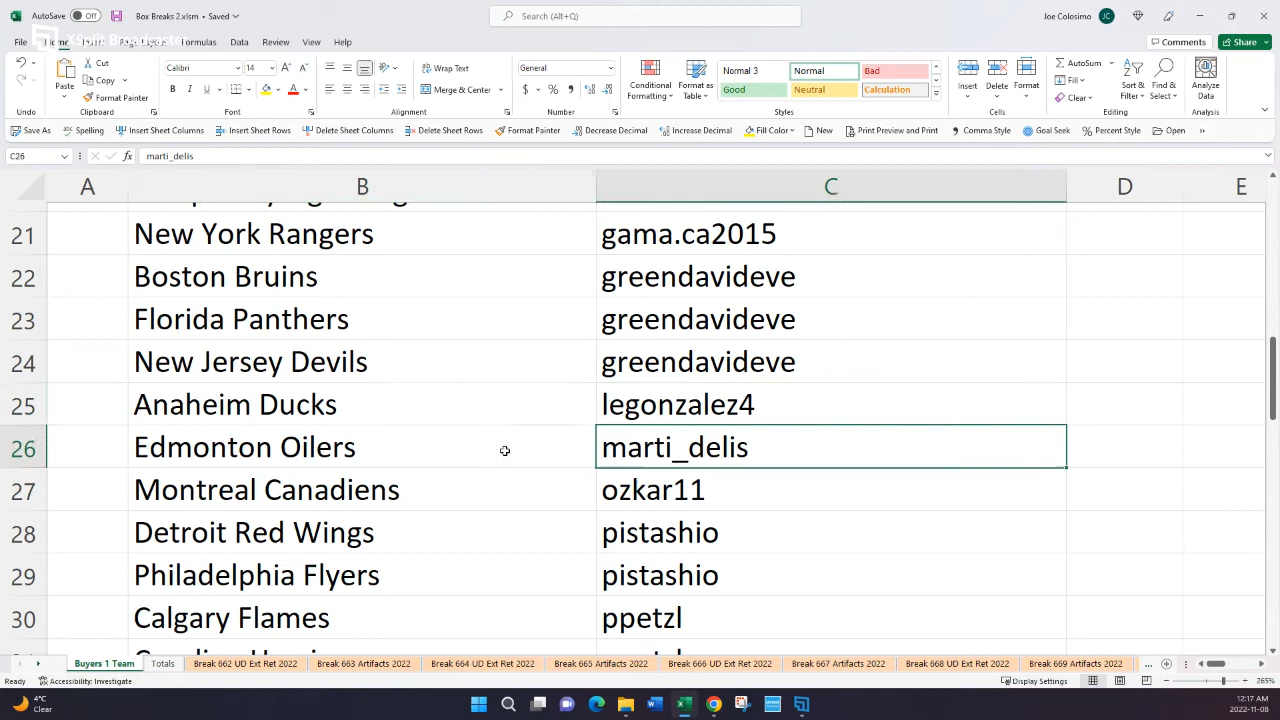 AutoSave Off Box Breaks 2.xlsm • Saved Search (Alt+Q) Joe Colosimo JC
XSplit Broadcaster
File Home Formulas Data Review View Help Comments Share
Undo Paste Cut Copy Format Painter Clipboard
Calibri 14 B I U Font
Wrap Text Merge & Center Alignment
General $ % Number
Conditional Formatting Format as Table
Normal 3 Normal Bad
Good Neutral Calculation
Styles
Insert Delete Format Cells
AutoSum Fill Clear Sort & Filter Find & Select Editing
Analyze Data Analysis
Save As Spelling Insert Sheet Columns Insert Sheet Rows Delete Sheet Columns Delete Sheet Rows Format Painter Decrease Decimal Increase Decimal Fill Color New Print Preview and Print Comma Style Goal Seek Percent Style Open
C26 fx marti_delis
A B C D E
21 New York Rangers gama.ca2015
22 Boston Bruins greendavideve
23 Florida Panthers greendavideve
24 New Jersey Devils greendavideve
25 Anaheim Ducks legonzalez4
26 Edmonton Oilers marti_delis
27 Montreal Canadiens ozkar11
28 Detroit Red Wings pistashio
29 Philadelphia Flyers pistashio
30 Calgary Flames ppetzl
Buyers 1 Team Totals Break 662 UD Ext Ret 2022 Break 663 Artifacts 2022 Break 664 UD Ext Ret 2022 Break 665 Artifacts 2022 Break 666 UD Ext Ret 2022 Break 667 Artifacts 2022 Break 668 UD Ext Ret 2022 Break 669 Artifacts 2022 ...
Ready Accessibility: Investigate Display Settings 265%
4°C
Clear
12:17 AM
2022-11-08